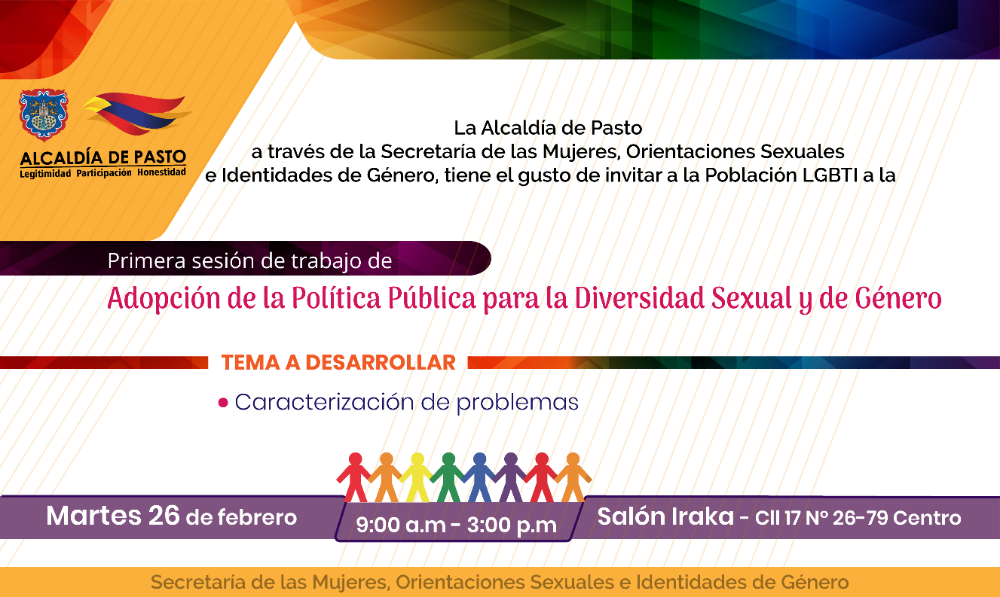 ALCALDÍA DE PASTO
Legitimidad Participación Honestidad
La Alcaldía de Pasto
a través de la Secretaría de las Mujeres, Orientaciones Sexuales
e Identidades de Género, tiene el gusto de invitar a la Población LGBTI a la
Primera sesión de trabajo de
Adopción de la Política Pública para la Diversidad Sexual y de Género
TEMA A DESARROLLAR
• Caracterización de problemas
Martes 26 de febrero
9:00 a.m - 3:00 p.m
Salón Iraka - Cll 17 Nº 26-79 Centro
Secretaría de las Mujeres, Orientaciones Sexuales e Identidades de Género